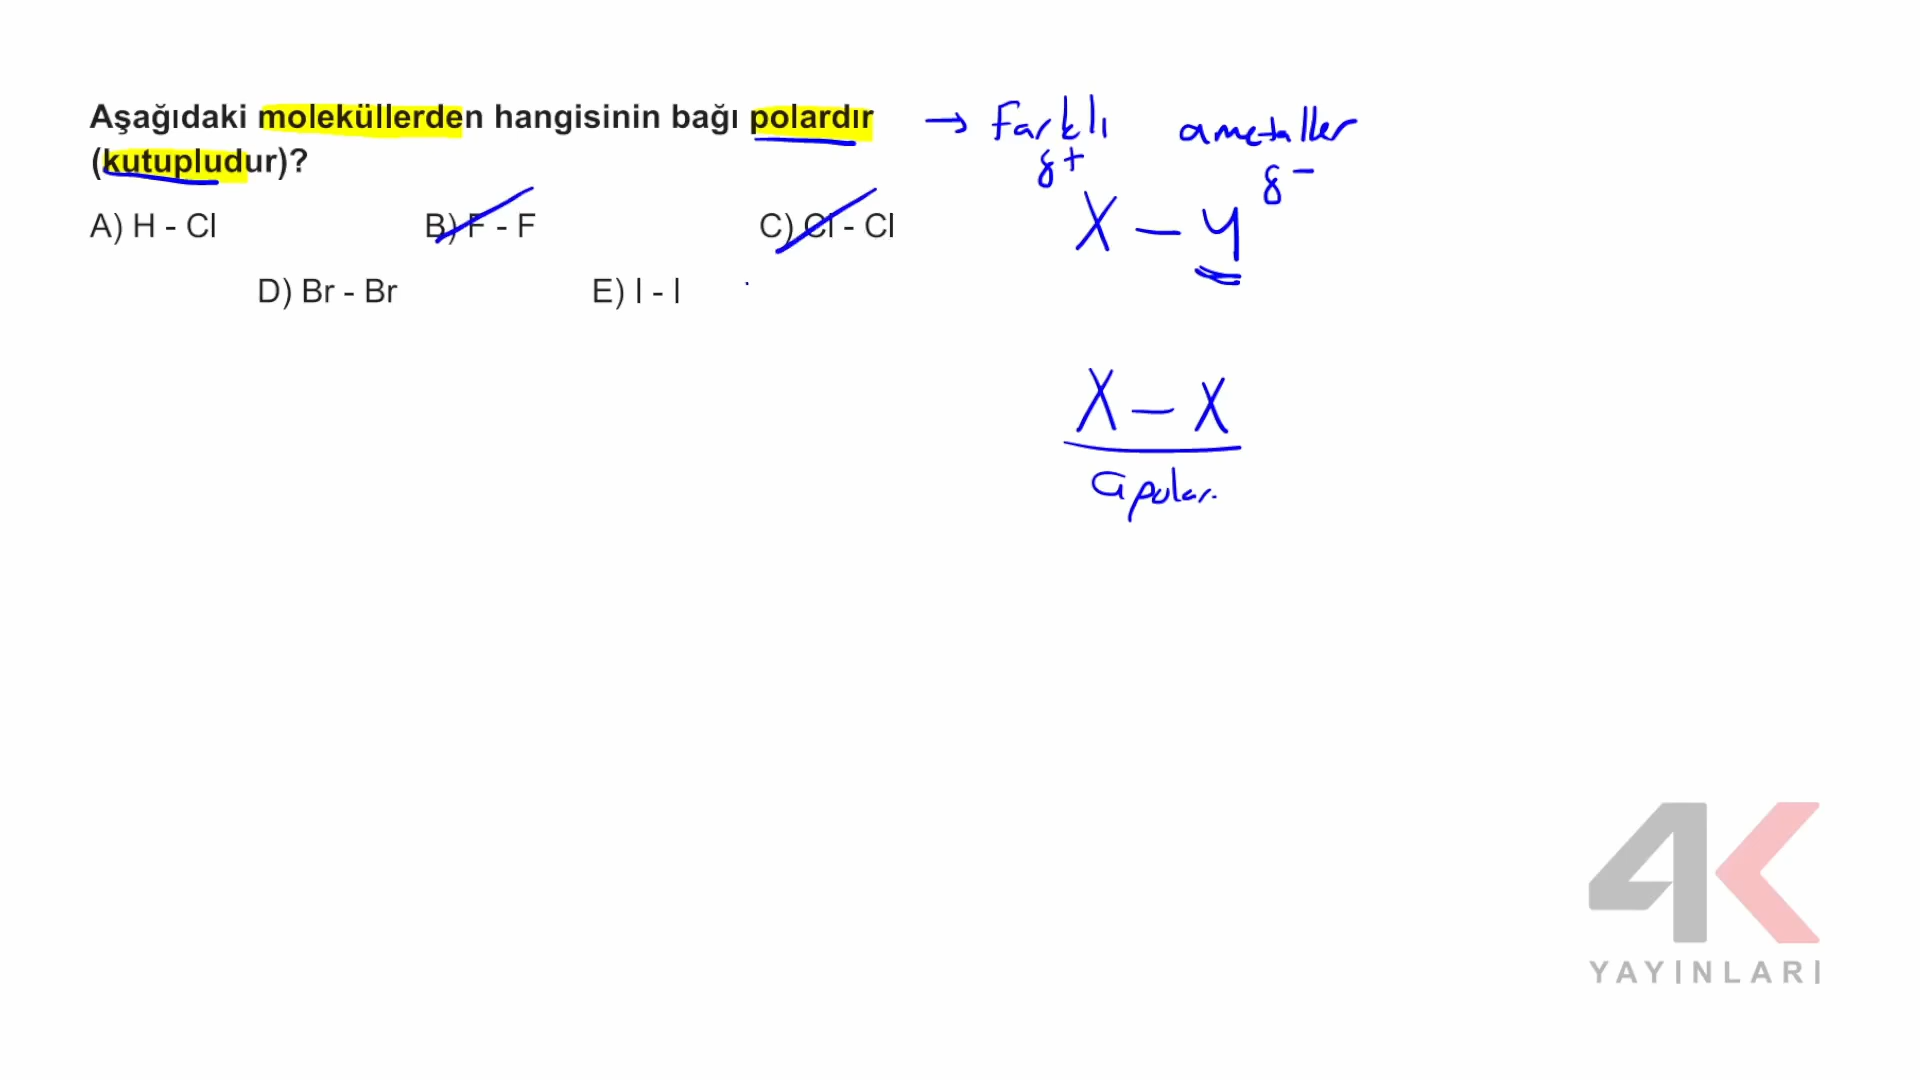 Aşağıdaki moleküllerden hangisinin bağı polardır
(kutupludur)?
A) H - Cl
B) F - F
C) Cl - Cl
D) Br - Br
E) I - I
→ Farklı ametaller
δ+ δ-
X - Y
X - X
apolar.
4K
YAYINLARI